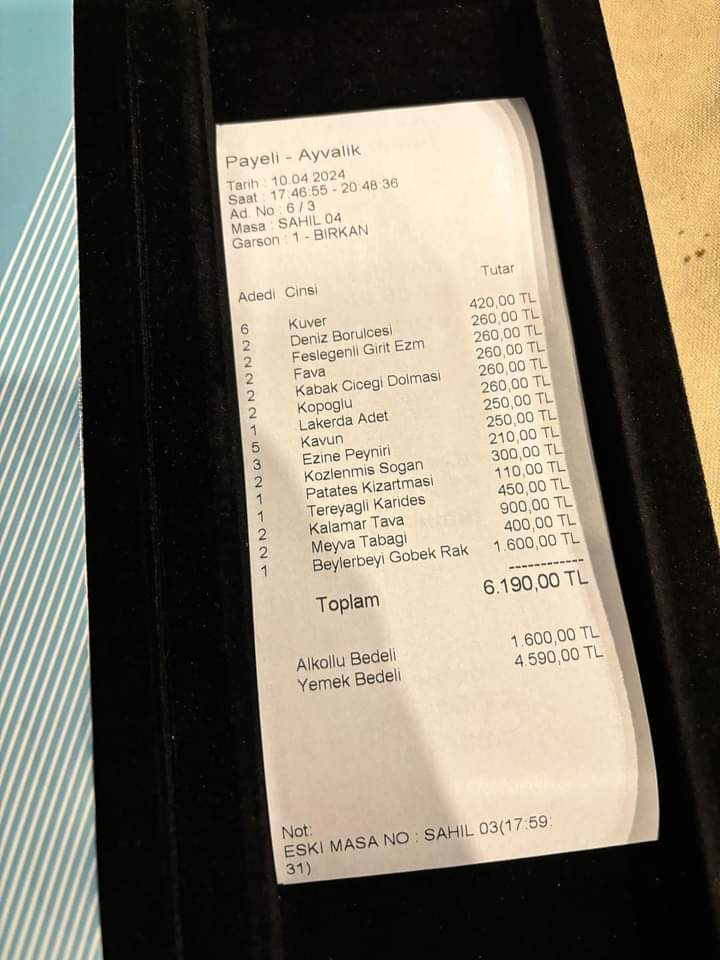 Payeli - Ayvalik
Tarih : 10.04.2024
Saat : 17:46:55 - 20:48:36
Ad. No : 6 / 3
Masa : SAHIL 04
Garson : 1 - BIRKAN
Adedi Cinsi Tutar
6 Kuver 420,00 TL
2 Deniz Borulcesi 260,00 TL
2 Feslegenli Girit Ezm 260,00 TL
2 Fava 260,00 TL
2 Kabak Cicegi Dolmasi 260,00 TL
2 Kopoglu 260,00 TL
1 Lakerda Adet 250,00 TL
5 Kavun 250,00 TL
3 Ezine Peyniri 210,00 TL
2 Kozlenmis Sogan 300,00 TL
1 Patates Kizartmasi 110,00 TL
1 Tereyagli Karides 450,00 TL
2 Kalamar Tava 900,00 TL
2 Meyva Tabagi 400,00 TL
1 Beylerbeyi Gobek Rak 1.600,00 TL
------------
Toplam 6.190,00 TL
Alkollu Bedeli 1.600,00 TL
Yemek Bedeli 4.590,00 TL
Not:
ESKI MASA NO : SAHIL 03(17:59:
31)